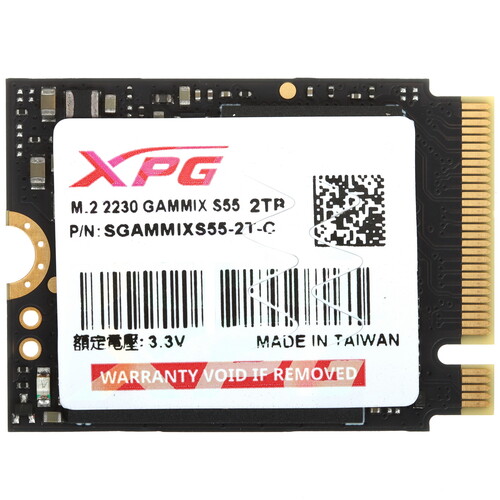 XPG
M.2 2230 GAMMIX S55 2TB
P/N: SGAMMIXS55-2T-C
額定電壓: 3.3V
MADE IN TAIWAN
WARRANTY VOID IF REMOVED